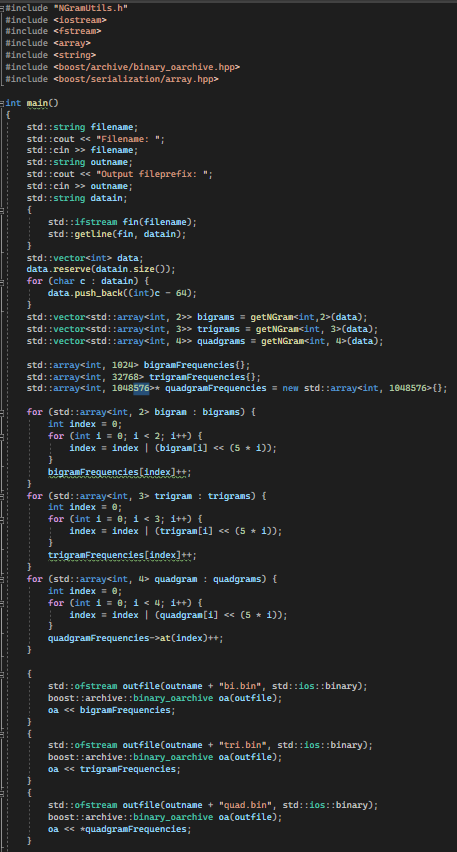 #include "NGramUtils.h"
#include <iostream>
#include <fstream>
#include <array>
#include <string>
#include <boost/archive/binary_oarchive.hpp>
#include <boost/serialization/array.hpp>

int main()
{
    std::string filename;
    std::cout << "Filename: ";
    std::cin >> filename;
    std::string outname;
    std::cout << "Output fileprefix: ";
    std::cin >> outname;
    std::string datain;
    {
        std::ifstream fin(filename);
        std::getline(fin, datain);
    }
    std::vector<int> data;
    data.reserve(datain.size());
    for (char c : datain) {
        data.push_back((int)c - 64);
    }
    std::vector<std::array<int, 2>> bigrams = getNGram<int,2>(data);
    std::vector<std::array<int, 3>> trigrams = getNGram<int, 3>(data);
    std::vector<std::array<int, 4>> quadgrams = getNGram<int, 4>(data);

    std::array<int, 1024> bigramFrequencies{};
    std::array<int, 32768> trigramFrequencies{};
    std::array<int, 1048576>* quadgramFrequencies = new std::array<int, 1048576>{};

    for (std::array<int, 2> bigram : bigrams) {
        int index = 0;
        for (int i = 0; i < 2; i++) {
            index = index | (bigram[i] << (5 * i));
        }
        bigramFrequencies[index]++;
    }
    for (std::array<int, 3> trigram : trigrams) {
        int index = 0;
        for (int i = 0; i < 3; i++) {
            index = index | (trigram[i] << (5 * i));
        }
        trigramFrequencies[index]++;
    }
    for (std::array<int, 4> quadgram : quadgrams) {
        int index = 0;
        for (int i = 0; i < 4; i++) {
            index = index | (quadgram[i] << (5 * i));
        }
        quadgramFrequencies->at(index)++;
    }

    {
        std::ofstream outfile(outname + "bi.bin", std::ios::binary);
        boost::archive::binary_oarchive oa(outfile);
        oa << bigramFrequencies;
    }
    {
        std::ofstream outfile(outname + "tri.bin", std::ios::binary);
        boost::archive::binary_oarchive oa(outfile);
        oa << trigramFrequencies;
    }
    {
        std::ofstream outfile(outname + "quad.bin", std::ios::binary);
        boost::archive::binary_oarchive oa(outfile);
        oa << *quadgramFrequencies;
    }